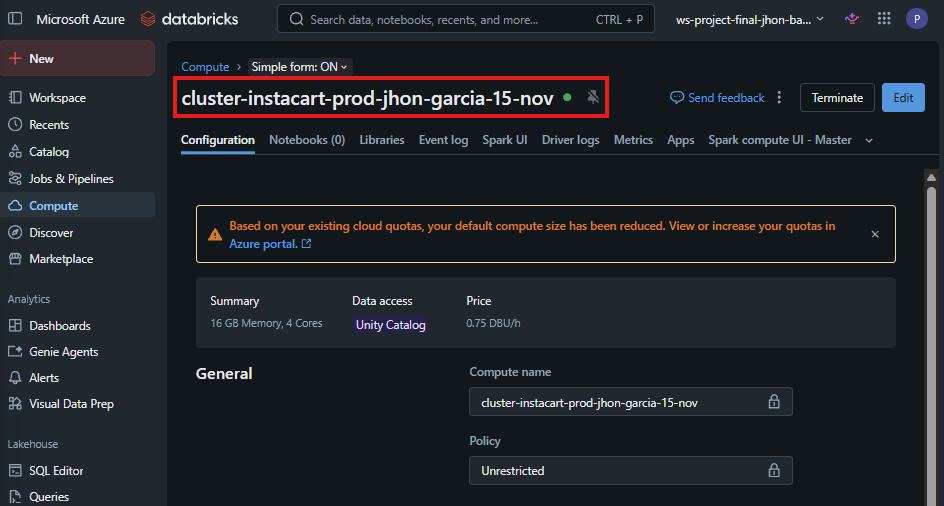 Microsoft Azure
databricks
Search data, notebooks, recents, and more...
CTRL + P
ws-project-final-jhon-ba...
P
New
Workspace
Recents
Catalog
Jobs & Pipelines
Compute
Discover
Marketplace
Analytics
Dashboards
Genie Agents
Alerts
Visual Data Prep
Lakehouse
SQL Editor
Queries
Compute > Simple form: ON
cluster-instacart-prod-jhon-garcia-15-nov
Send feedback
Terminate
Edit
Configuration
Notebooks (0)
Libraries
Event log
Spark UI
Driver logs
Metrics
Apps
Spark compute UI - Master
Based on your existing cloud quotas, your default compute size has been reduced. View or increase your quotas in
Azure portal.
Summary
Data access
Price
16 GB Memory, 4 Cores
Unity Catalog
0.75 DBU/h
General
Compute name
cluster-instacart-prod-jhon-garcia-15-nov
Policy
Unrestricted